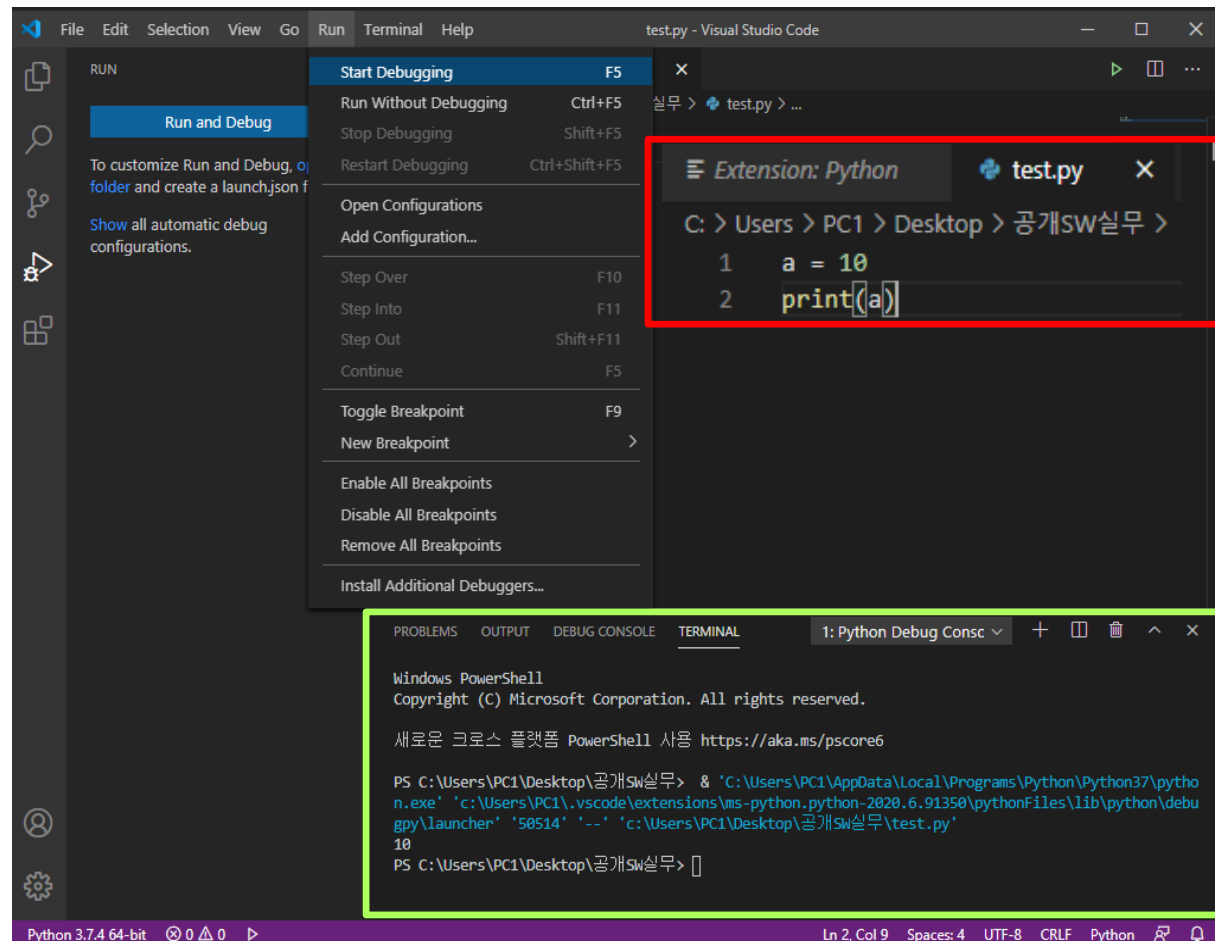 File Edit Selection View Go Run Terminal Help test.py - Visual Studio Code
RUN
Run and Debug
To customize Run and Debug, o
folder and create a launch.json f
Show all automatic debug
configurations.
Start Debugging F5
Run Without Debugging Ctrl+F5
Stop Debugging Shift+F5
Restart Debugging Ctrl+Shift+F5
Open Configurations
Add Configuration...
Step Over F10
Step Into F11
Step Out Shift+F11
Continue F5
Toggle Breakpoint F9
New Breakpoint >
Enable All Breakpoints
Disable All Breakpoints
Remove All Breakpoints
Install Additional Debuggers...
실무 > test.py > ...
Extension: Python test.py
C: > Users > PC1 > Desktop > 공개SW실무 >
1 a = 10
2 print(a)
PROBLEMS OUTPUT DEBUG CONSOLE TERMINAL 1: Python Debug Consc
Windows PowerShell
Copyright (C) Microsoft Corporation. All rights reserved.
새로운 크로스 플랫폼 PowerShell 사용 https://aka.ms/pscore6
PS C:\Users\PC1\Desktop\공개SW실무> & 'C:\Users\PC1\AppData\Local\Programs\Python\Python37\pytho
n.exe' 'c:\Users\PC1\.vscode\extensions\ms-python.python-2020.6.91350\pythonFiles\lib\python\debu
gpy\launcher' '50514' '--' 'c:\Users\PC1\Desktop\공개SW실무\test.py'
10
PS C:\Users\PC1\Desktop\공개SW실무>
Python 3.7.4 64-bit 0 0 Ln 2, Col 9 Spaces: 4 UTF-8 CRLF Python